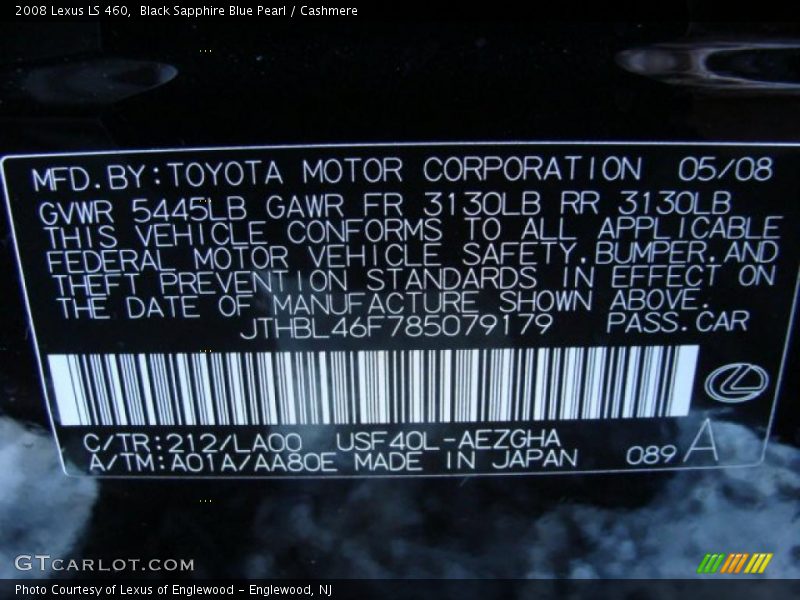 2008 Lexus LS 460, Black Sapphire Blue Pearl / Cashmere
MFD.BY:TOYOTA MOTOR CORPORATION 05/08
GVWR 5445LB GAWR FR 3130LB RR 3130LB
THIS VEHICLE CONFORMS TO ALL APPLICABLE
FEDERAL MOTOR VEHICLE SAFETY,BUMPER,AND
THEFT PREVENTION STANDARDS IN EFFECT ON
THE DATE OF MANUFACTURE SHOWN ABOVE.
JTHBL46F785079179 PASS.CAR
C/TR:212/LA00 USF40L-AEZGHA
A/TM:A01A/AA80E MADE IN JAPAN 089 A
GTCARLOT.COM
Photo Courtesy of Lexus of Englewood - Englewood, NJ